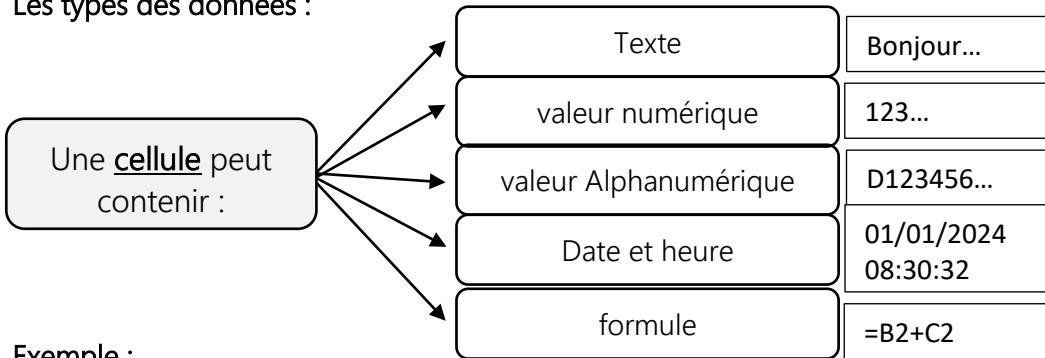 Les types des données :
Texte
Bonjour...
valeur numérique
123...
Une cellule peut
contenir :
valeur Alphanumérique
D123456...
Date et heure
01/01/2024
08:30:32
formule
=B2+C2
Exemple :